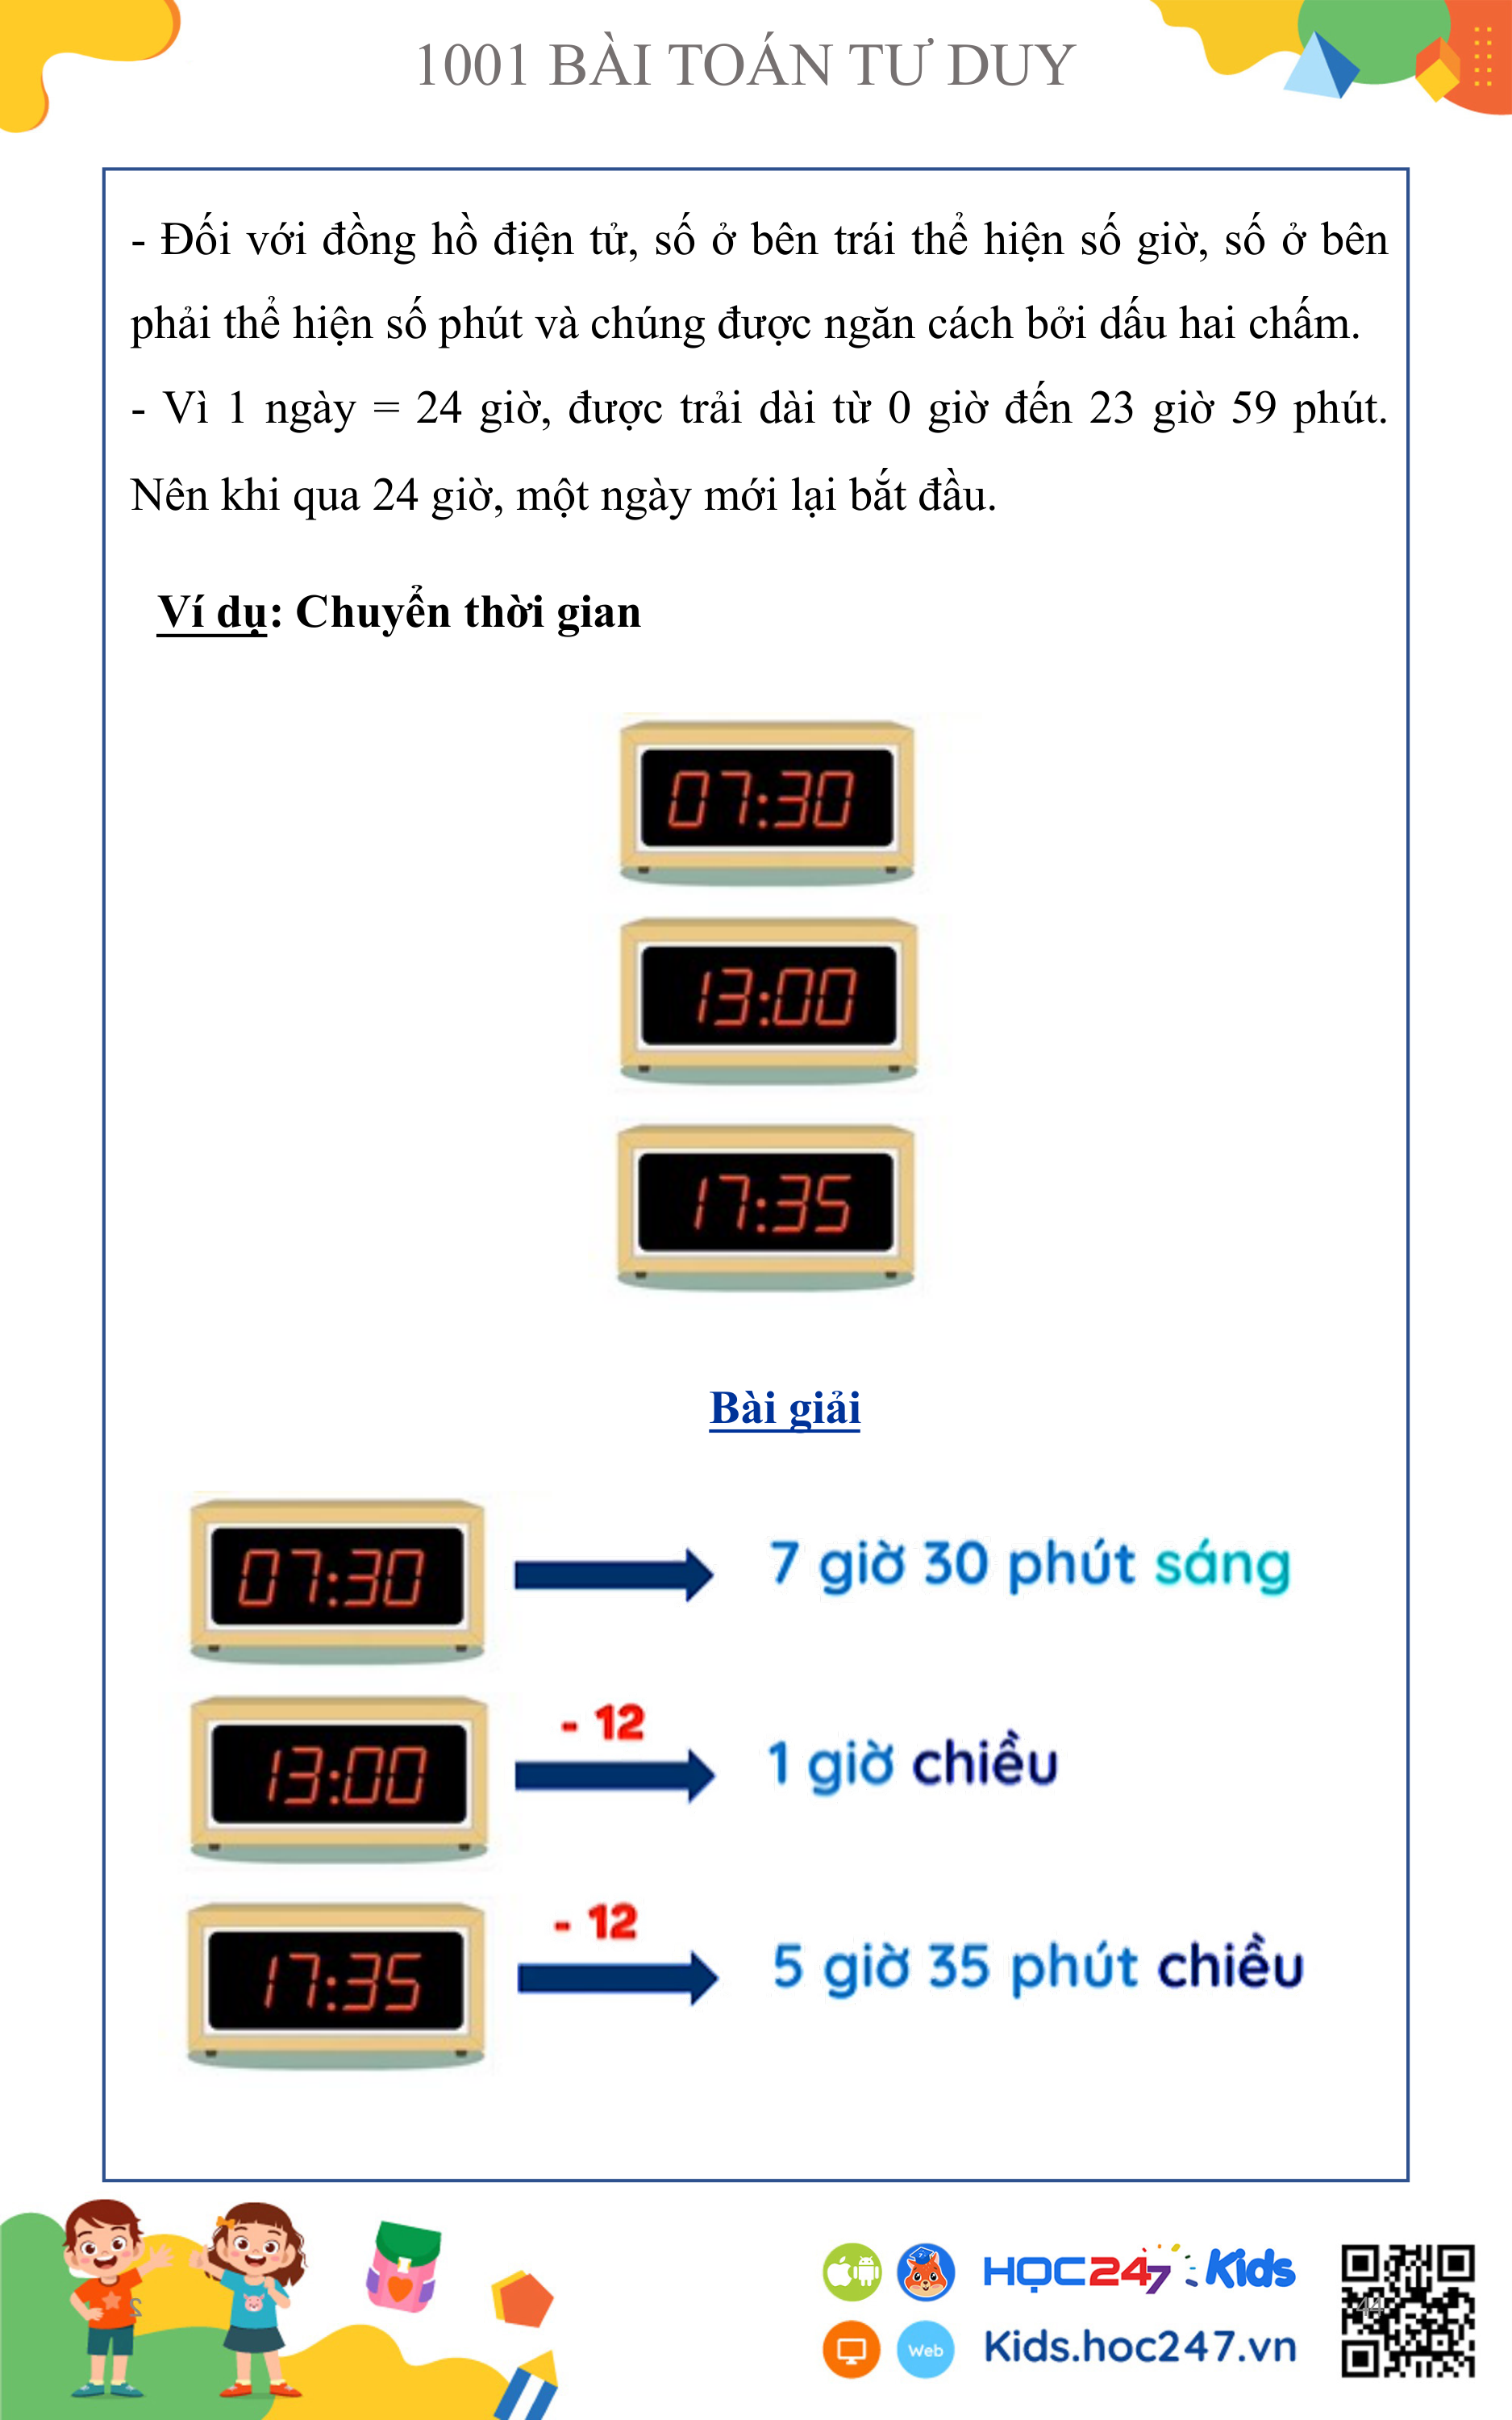 1001 BÀI TOÁN TƯ DUY
- Đối với đồng hồ điện tử, số ở bên trái thể hiện số giờ, số ở bên
phải thể hiện số phút và chúng được ngăn cách bởi dấu hai chấm.
- Vì 1 ngày = 24 giờ, được trải dài từ 0 giờ đến 23 giờ 59 phút.
Nên khi qua 24 giờ, một ngày mới lại bắt đầu.
Ví dụ: Chuyển thời gian
07:30
13:00
17:35
Bài giải
07:30 7 giờ 30 phút sáng
- 12
13:00 1 giờ chiều
- 12
17:35 5 giờ 35 phút chiều
HỌC247 Kids
44
2
Web Kids.hoc247.vn